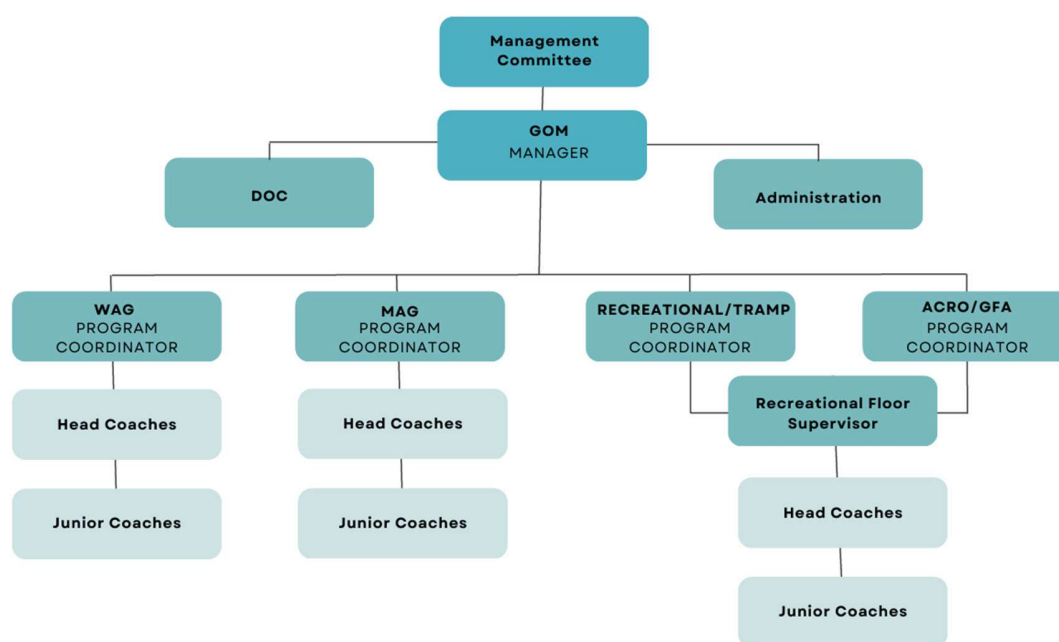 Management
Committee
GOM
MANAGER
DOC
Administration
WAG
PROGRAM
COORDINATOR
MAG
PROGRAM
COORDINATOR
RECREATIONAL/TRAMP
PROGRAM
COORDINATOR
ACRO/GFA
PROGRAM
COORDINATOR
Head Coaches
Head Coaches
Recreational Floor
Supervisor
Junior Coaches
Junior Coaches
Head Coaches
Junior Coaches